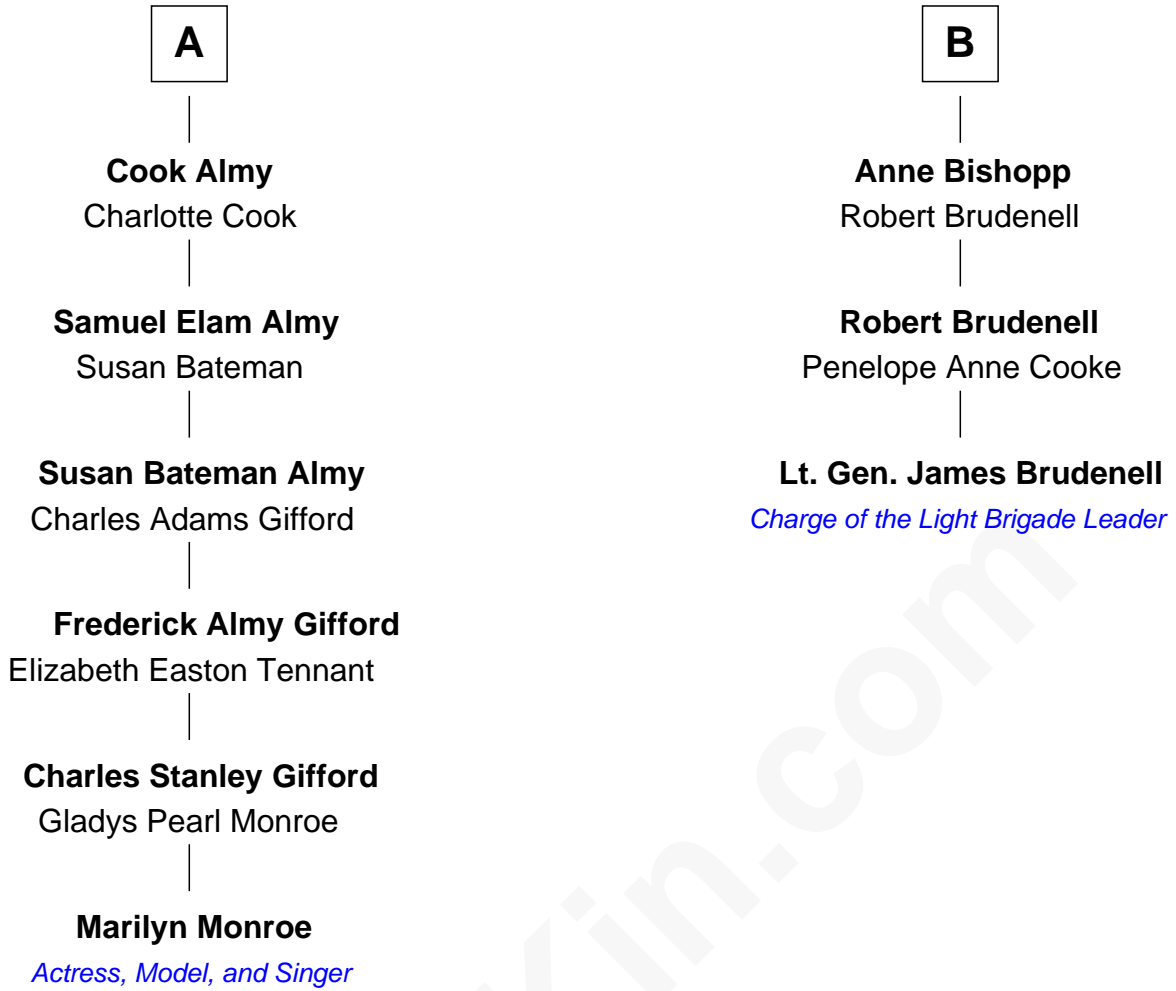 A
Cook Almy
Charlotte Cook
Samuel Elam Almy
Susan Bateman
Susan Bateman Almy
Charles Adams Gifford
Frederick Almy Gifford
Elizabeth Easton Tennant
Charles Stanley Gifford
Gladys Pearl Monroe
Marilyn Monroe
Actress, Model, and Singer
B
Anne Bishopp
Robert Brudenell
Robert Brudenell
Penelope Anne Cooke
Lt. Gen. James Brudenell
Charge of the Light Brigade Leader